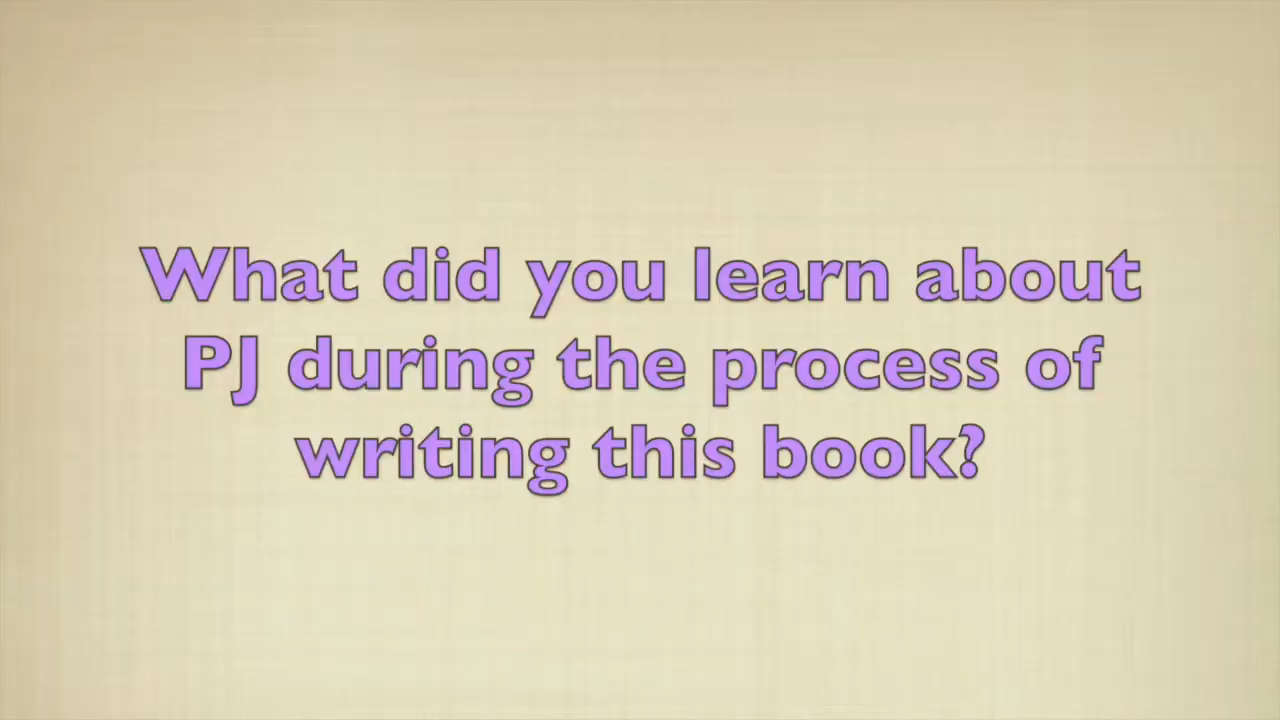 What did you learn about
PJ during the process of
writing this book?